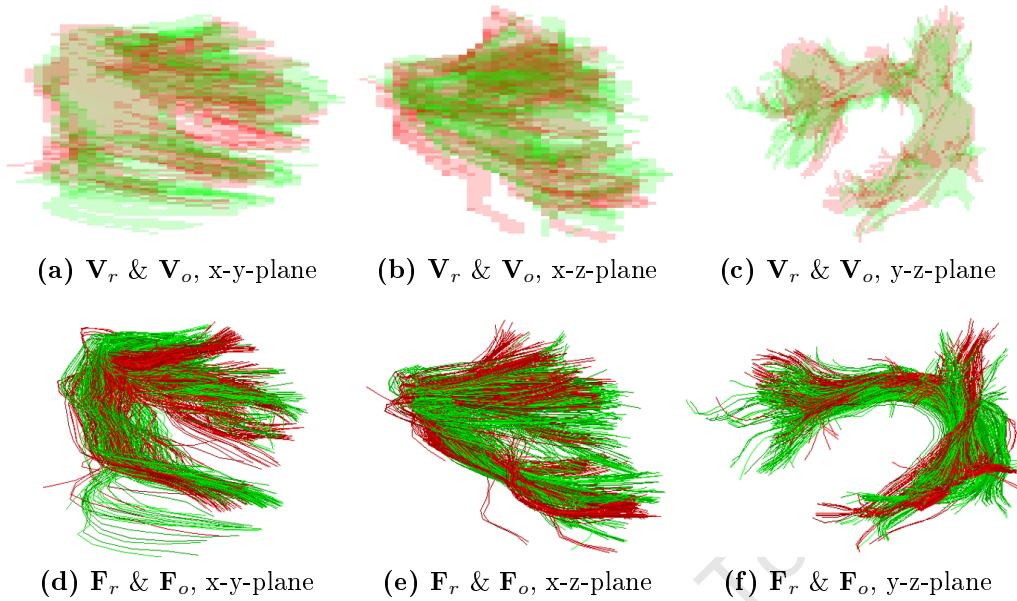 (a) V_r & V_o, x-y-plane (b) V_r & V_o, x-z-plane (c) V_r & V_o, y-z-plane
(d) F_r & F_o, x-y-plane (e) F_r & F_o, x-z-plane (f) F_r & F_o, y-z-plane